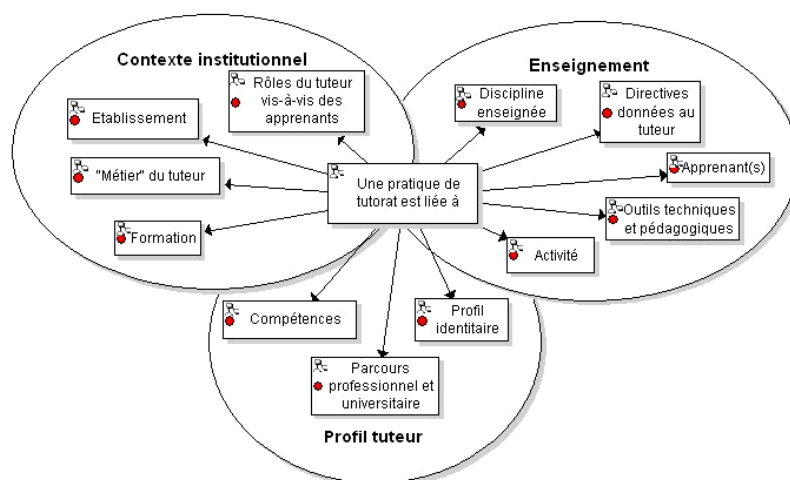 Contexte institutionnel
Rôles du tuteur
vis-à-vis des
apprenants
Etablissement
"Métier" du tuteur
Formation
Enseignement
Discipline
enseignée
Directives
données au
tuteur
Apprenant(s)
Outils techniques
et pédagogiques
Activité
Une pratique de
tutorat est liée à
Compétences
Profil
identitaire
Parcours
professionnel et
universitaire
Profil tuteur